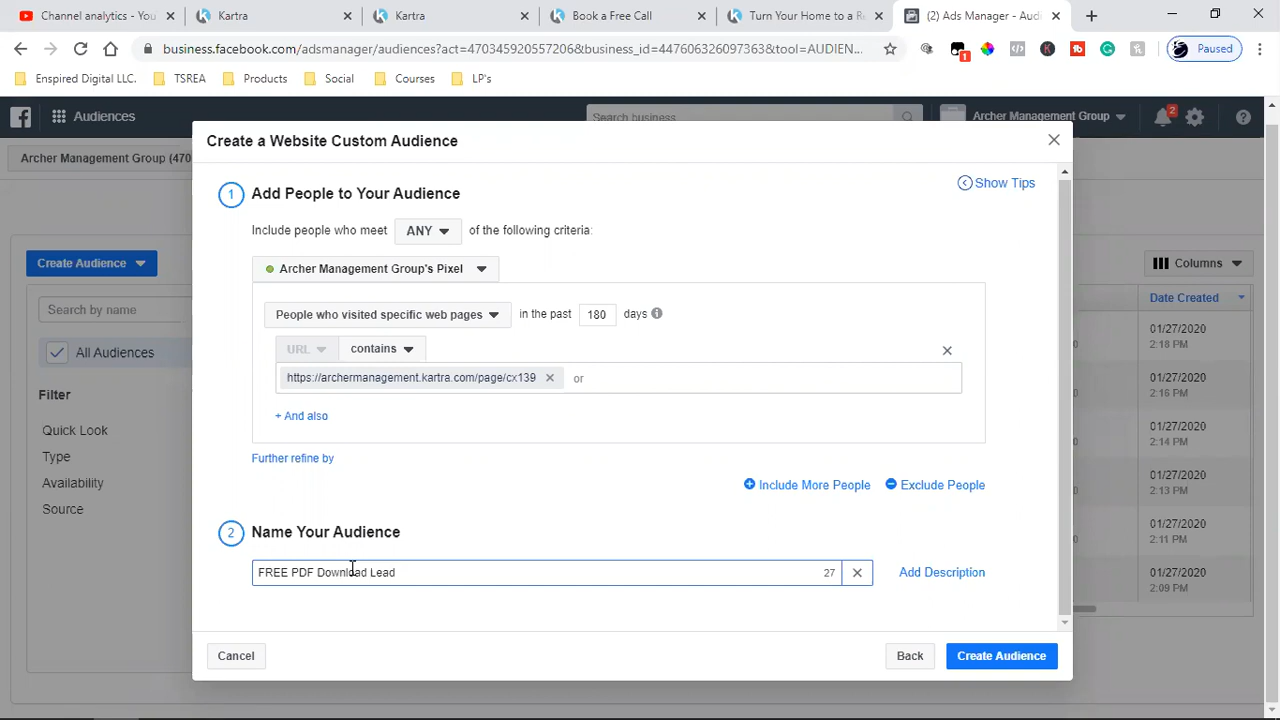 Channel analytics - You
Kartra
Kartra
Book a Free Call
Turn Your Home to a R
(2) Ads Manager - Audi
business.facebook.com/adsmanager/audiences?act=470345920557206&business_id=447606326097363&tool=AUDIEN...
1
Paused
Enspired Digital LLC.
TSREA
Products
Social
Courses
LP's
Audiences
Search business
Archer Management Group
2
Archer Management Group (470
Create a Website Custom Audience
Show Tips
1 Add People to Your Audience
Include people who meet ANY of the following criteria:
Archer Management Group's Pixel
People who visited specific web pages in the past 180 days
URL contains
https://archermanagement.kartra.com/page/cx139 or
+ And also
Further refine by
Include More People Exclude People
2 Name Your Audience
FREE PDF Download Lead 27
Add Description
Cancel
Back
Create Audience
Create Audience
Search by name
All Audiences
Filter
Quick Look
Type
Availability
Source
Columns
Date Created
01/27/2020
2:18 PM
01/27/2020
2:16 PM
01/27/2020
2:14 PM
01/27/2020
2:13 PM
01/27/2020
2:11 PM
01/27/2020
2:09 PM